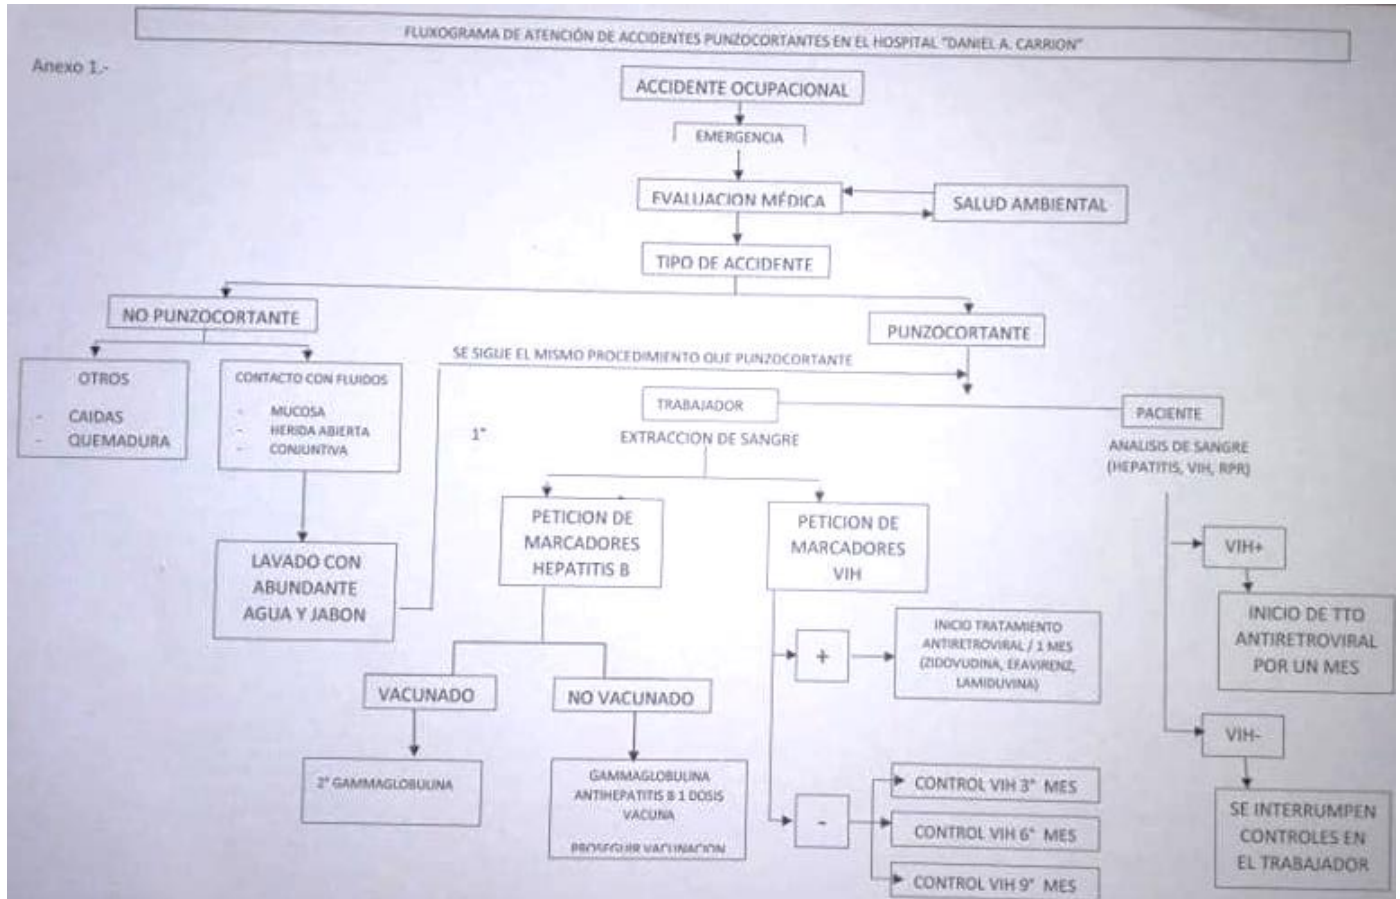 FLUXOGRAMA DE ATENCIÓN DE ACCIDENTES PUNZOCORTANTES EN EL HOSPITAL "DANIEL A. CARRION"
Anexo 1.-
ACCIDENTE OCUPACIONAL
EMERGENCIA
EVALUACION MÉDICA
SALUD AMBIENTAL
TIPO DE ACCIDENTE
NO PUNZOCORTANTE
PUNZOCORTANTE
SE SIGUE EL MISMO PROCEDIMIENTO QUE PUNZOCORTANTE
OTROS
- CAIDAS
- QUEMADURA
CONTACTO CON FLUIDOS
- MUCOSA
- HERIDA ABIERTA
- CONJUNTIVA
1°
TRABAJADOR
EXTRACCION DE SANGRE
PACIENTE
ANALISIS DE SANGRE
(HEPATITIS, VIH, RPR)
LAVADO CON
ABUNDANTE
AGUA Y JABON
PETICION DE
MARCADORES
HEPATITIS B
PETICION DE
MARCADORES
VIH
VIH+
INICIO DE TTO
ANTIRETROVIRAL
POR UN MES
+
INICIO TRATAMIENTO
ANTIRETROVIRAL / 1 MES
(ZIDOVUDINA, EFAVIRENZ,
LAMIDUVINA)
VACUNADO
NO VACUNADO
VIH-
2° GAMMAGLOBULINA
GAMMAGLOBULINA
ANTIHEPATITIS B 1 DOSIS
VACUNA
PROSEGUIR VACUNACION
-
CONTROL VIH 3° MES
CONTROL VIH 6° MES
CONTROL VIH 9° MES
SE INTERRUMPEN
CONTROLES EN
EL TRABAJADOR